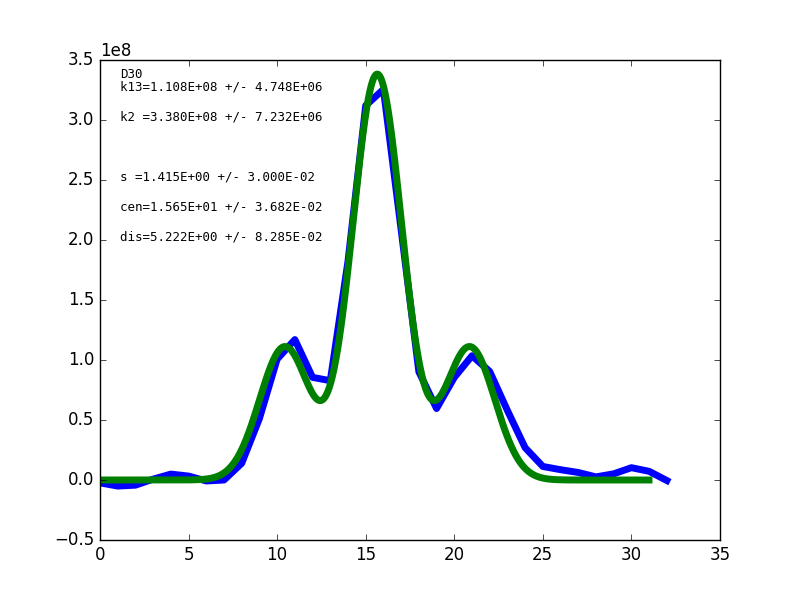 1e8
3.5
3.0
2.5
2.0
1.5
1.0
0.5
0.0
−0.5
D30
k13=1.108E+08 +/- 4.748E+06
k2 =3.380E+08 +/- 7.232E+06
s =1.415E+00 +/- 3.000E-02
cen=1.565E+01 +/- 3.682E-02
dis=5.222E+00 +/- 8.285E-02
0 5 10 15 20 25 30 35